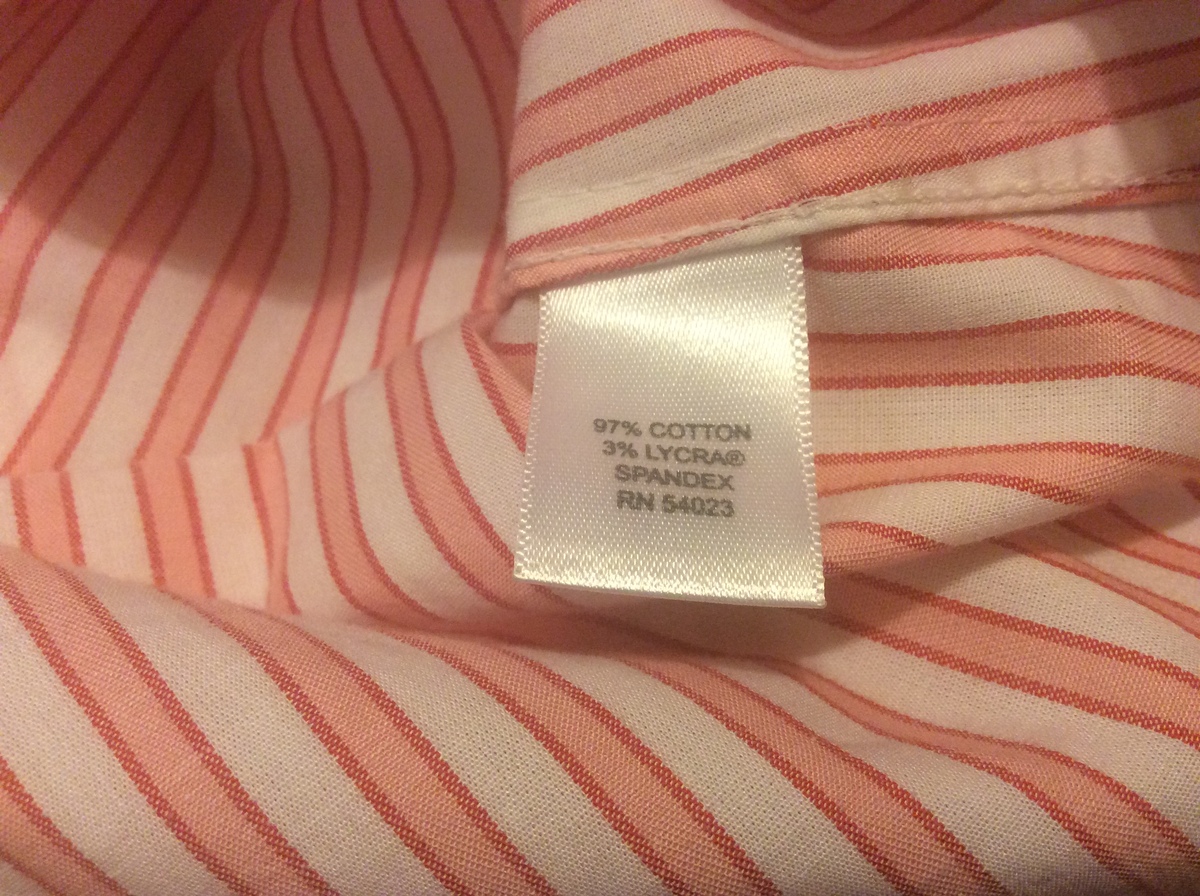 97% COTTON
3% LYCRA®
SPANDEX
RN 54023